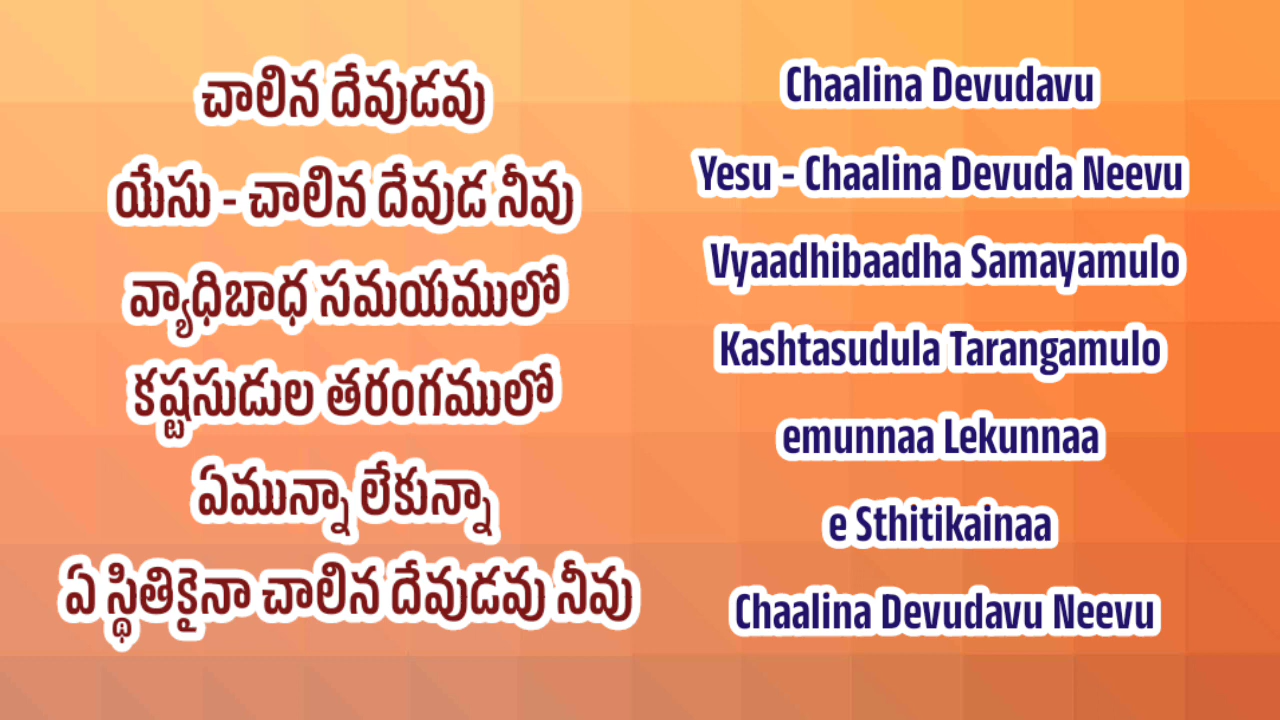 చాలిన దేవుడవు
యేసు - చాలిన దేవుడ నీవు
వ్యాధిబాధ సమయములో
కష్టసుడుల తరంగములో
ఏమున్నా లేకున్నా
ఏ స్థితికైనా చాలిన దేవుడవు నీవు
Chaalina Devudavu
Yesu - Chaalina Devuda Neevu
Vyaadhibaadha Samayamulo
Kashtasudula Tarangamulo
emunnaa Lekunnaa
e Sthitikainaa
Chaalina Devudavu Neevu